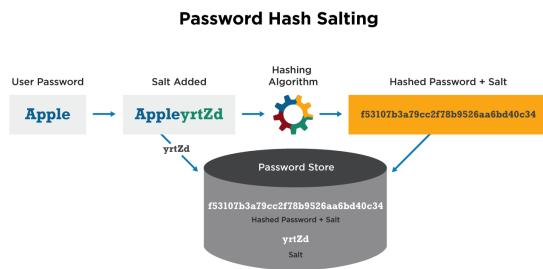 Password Hash Salting
User Password
Salt Added
Hashing
Algorithm
Hashed Password + Salt
Apple
AppleyrtZd
f53107b3a79cc2f78b9526aa6bd40c34
yrtZd
Password Store
f53107b3a79cc2f78b9526aa6bd40c34
Hashed Password + Salt
yrtZd
Salt